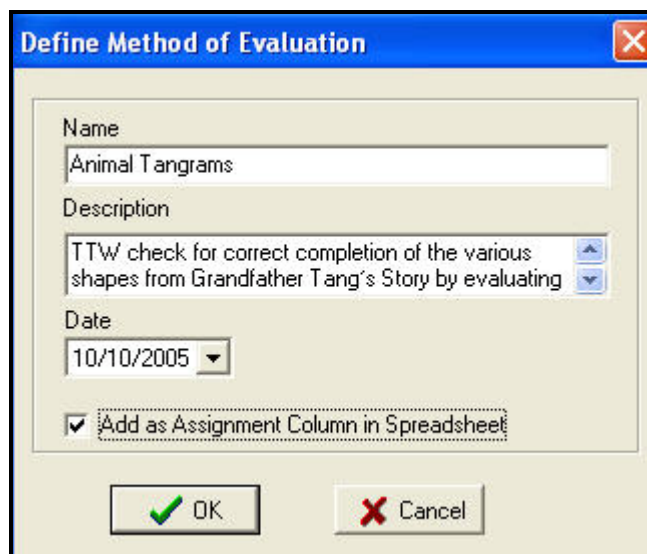 Define Method of Evaluation
Name
Animal Tangrams
Description
TTW check for correct completion of the various
shapes from Grandfather Tang's Story by evaluating
Date
10/10/2005
Add as Assignment Column in Spreadsheet
OK Cancel